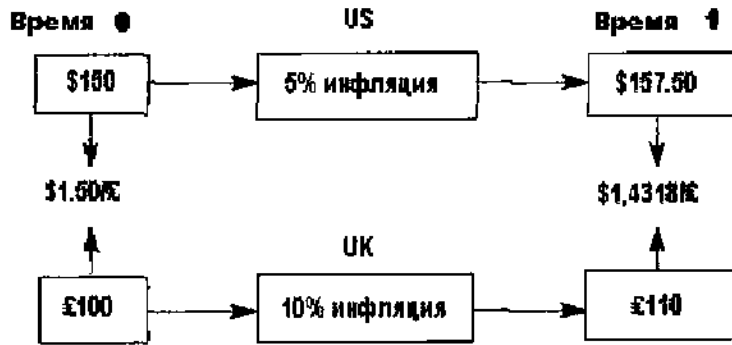 Время 0 US Время 1
$150 5% инфляция $157.50
$1.50/£ $1,4318/£
UK
£100 10% инфляция £110